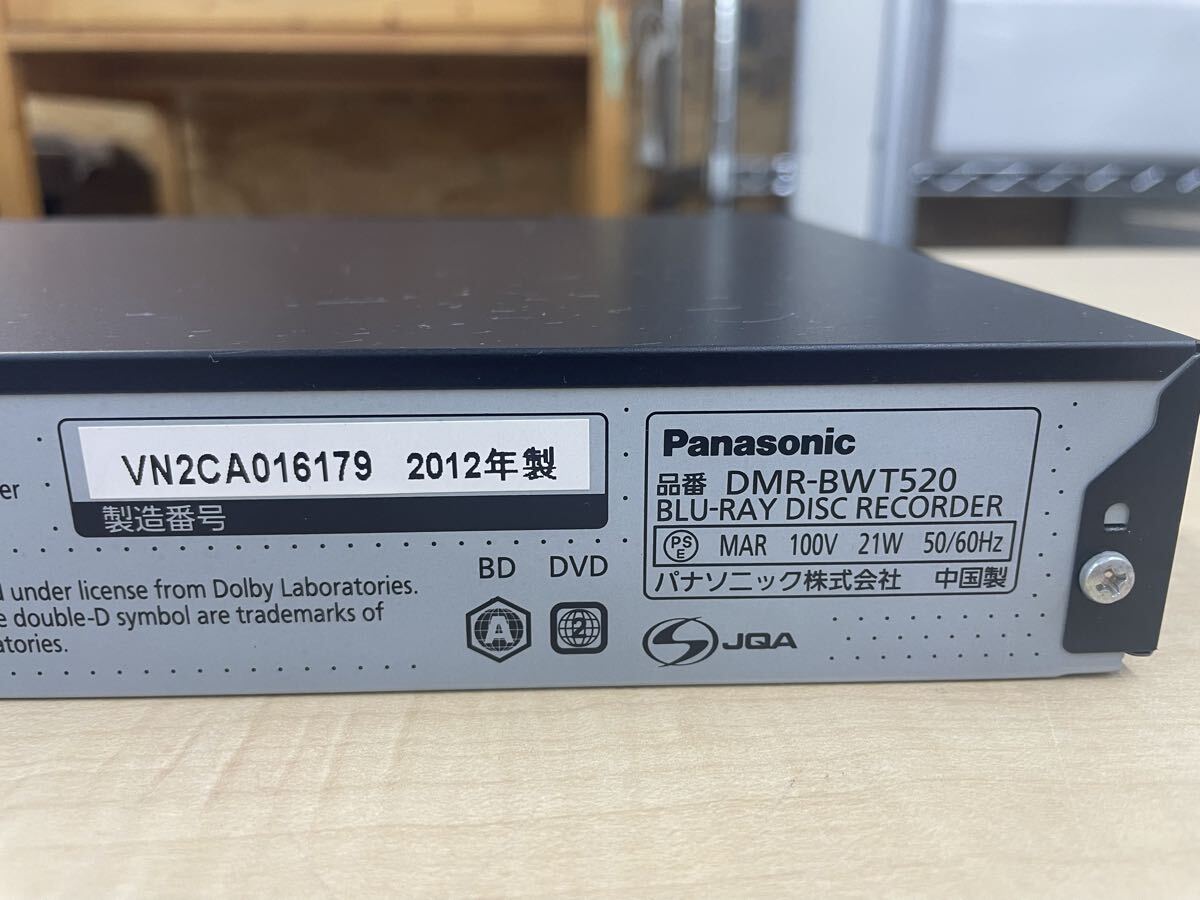 er
VN2CA016179 2012年製
製造番号
d under license from Dolby Laboratories.
e double-D symbol are trademarks of
atories.
BD DVD
A 2
Panasonic
品番 DMR-BWT520
BLU-RAY DISC RECORDER
PSE MAR 100V 21W 50/60Hz
パナソニック株式会社 中国製
JQA